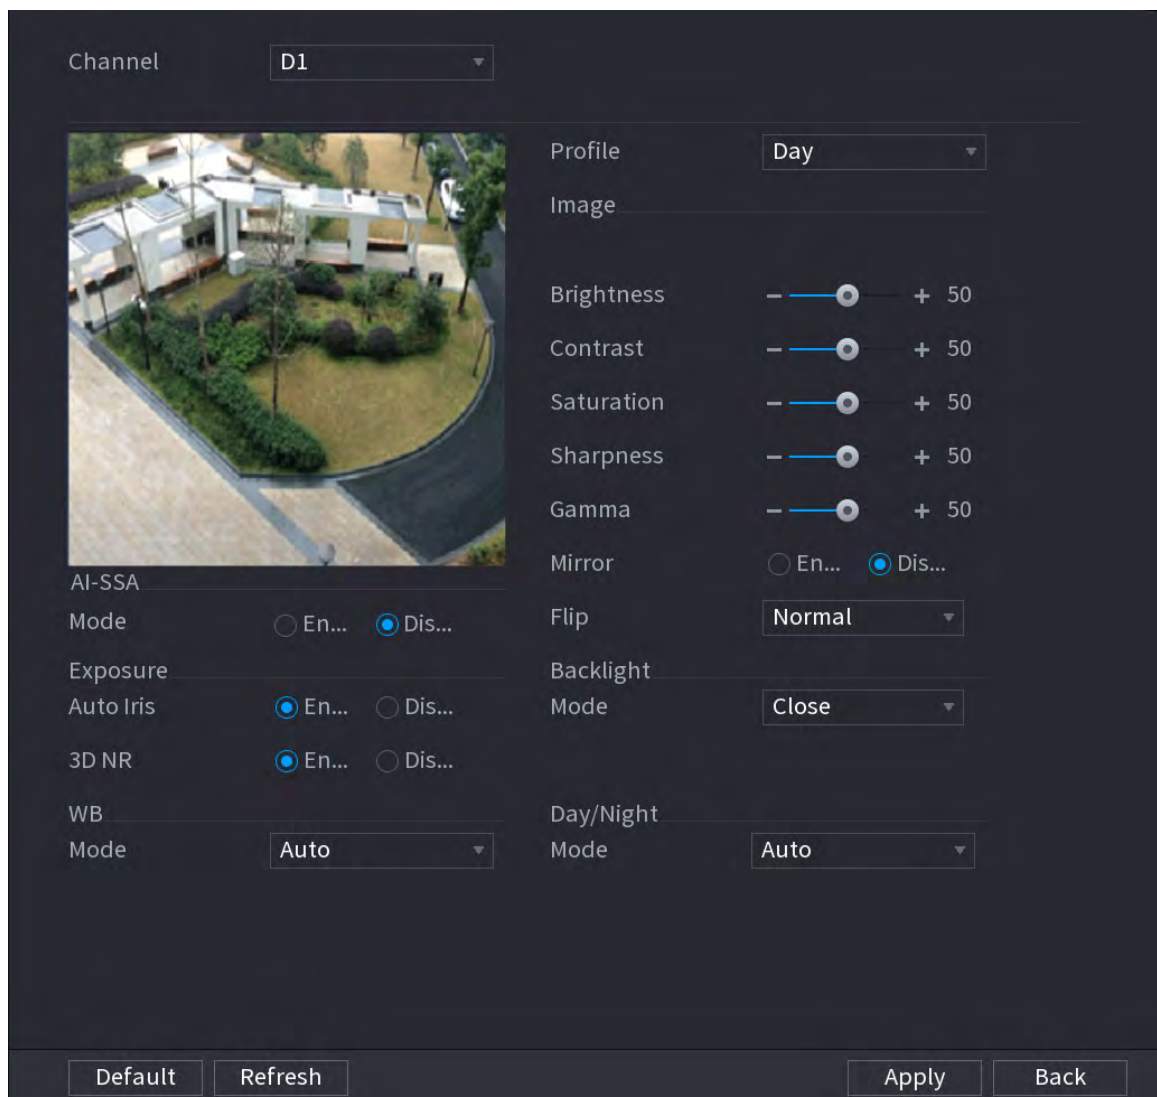 Channel D1
Profile Day
Image
Brightness - + 50
Contrast - + 50
Saturation - + 50
Sharpness - + 50
Gamma - + 50
Mirror En... Dis...
Flip Normal
Backlight
Mode Close
AI-SSA
Mode En... Dis...
Exposure
Auto Iris En... Dis...
3D NR En... Dis...
WB
Mode Auto
Day/Night
Mode Auto
Default Refresh Apply Back